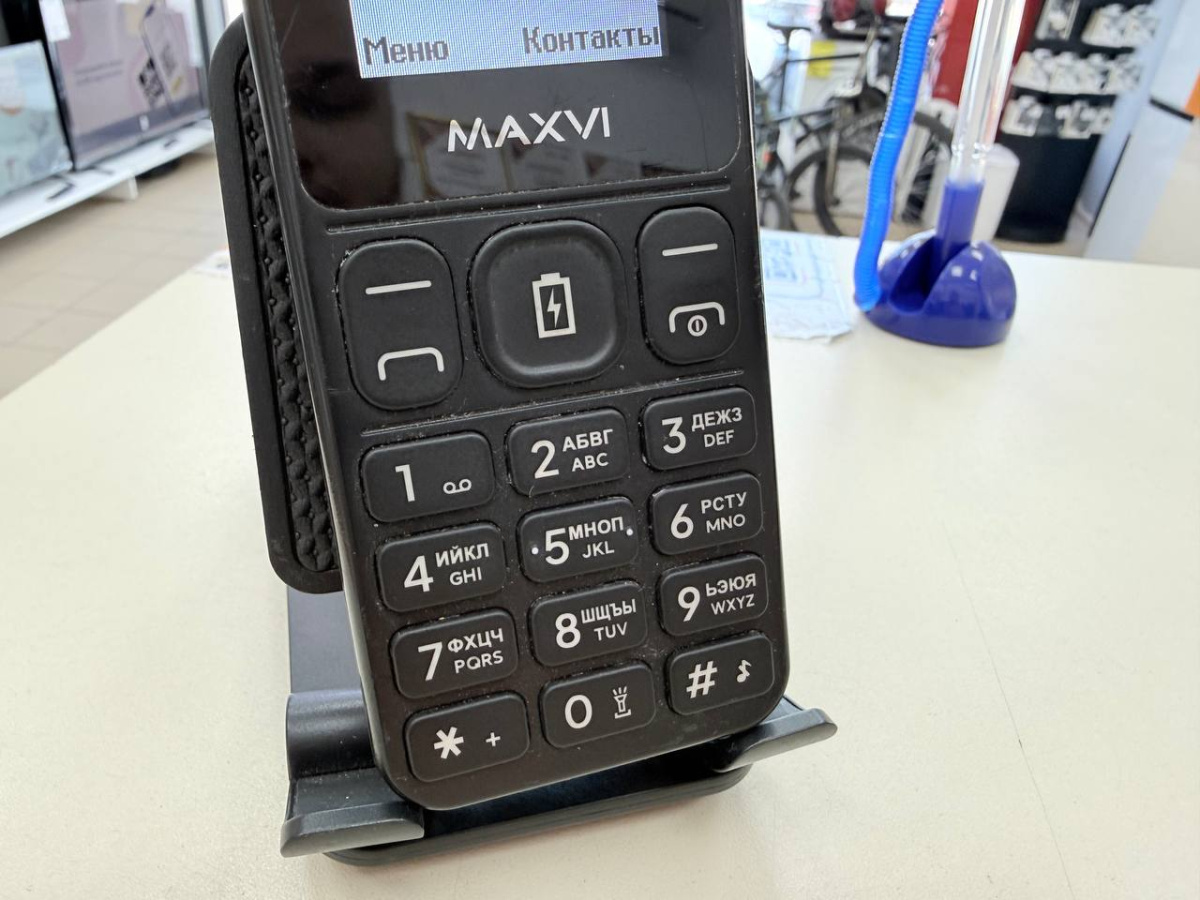 Меню Контакты
MAXVI
1
2 АБВГ
ABC
3 ДЕЖЗ
DEF
4 ИЙКЛ
GHI
5 МНОП
JKL
6 РСТУ
MNO
7 ФХЦЧ
PQRS
8 ШЩЪЫ
TUV
9 ЬЭЮЯ
WXYZ
* +
0
#